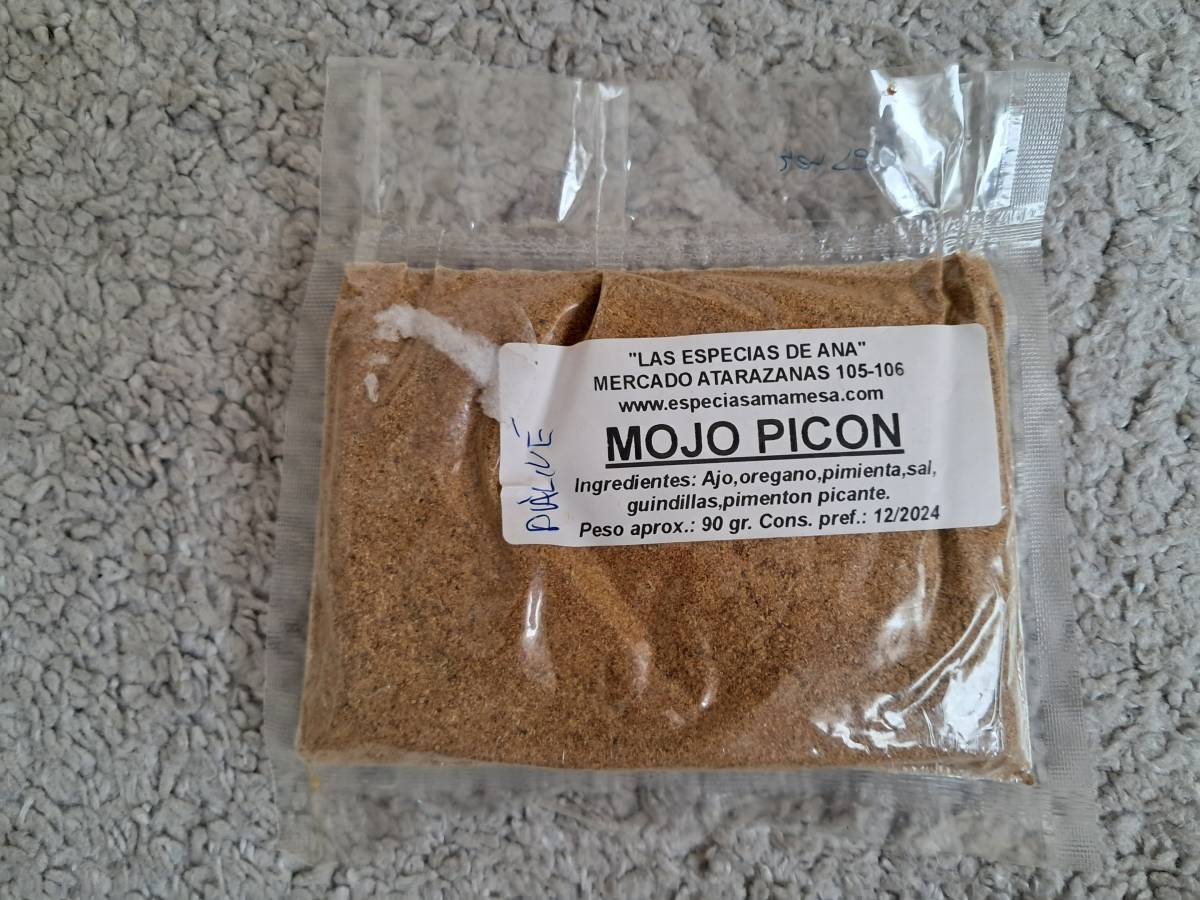 "LAS ESPECIAS DE ANA"
MERCADO ATARAZANAS 105-106
www.especiasamamesa.com
MOJO PICON
Ingredientes: Ajo,oregano,pimienta,sal,
guindillas,pimenton picante.
Peso aprox.: 90 gr. Cons. pref.: 12/2024